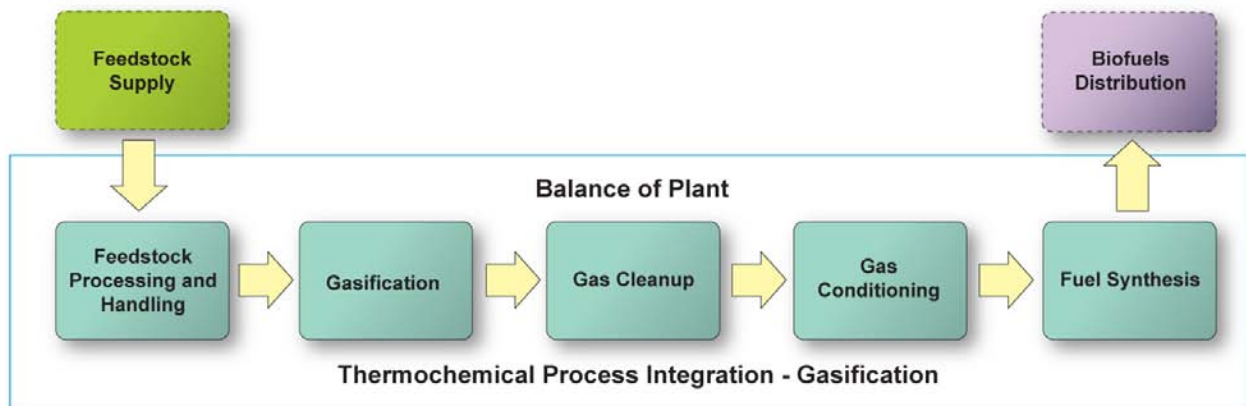 Feedstock
Supply
Biofuels
Distribution
Balance of Plant
Feedstock
Processing and
Handling
Gasification
Gas Cleanup
Gas
Conditioning
Fuel Synthesis
Thermochemical Process Integration - Gasification